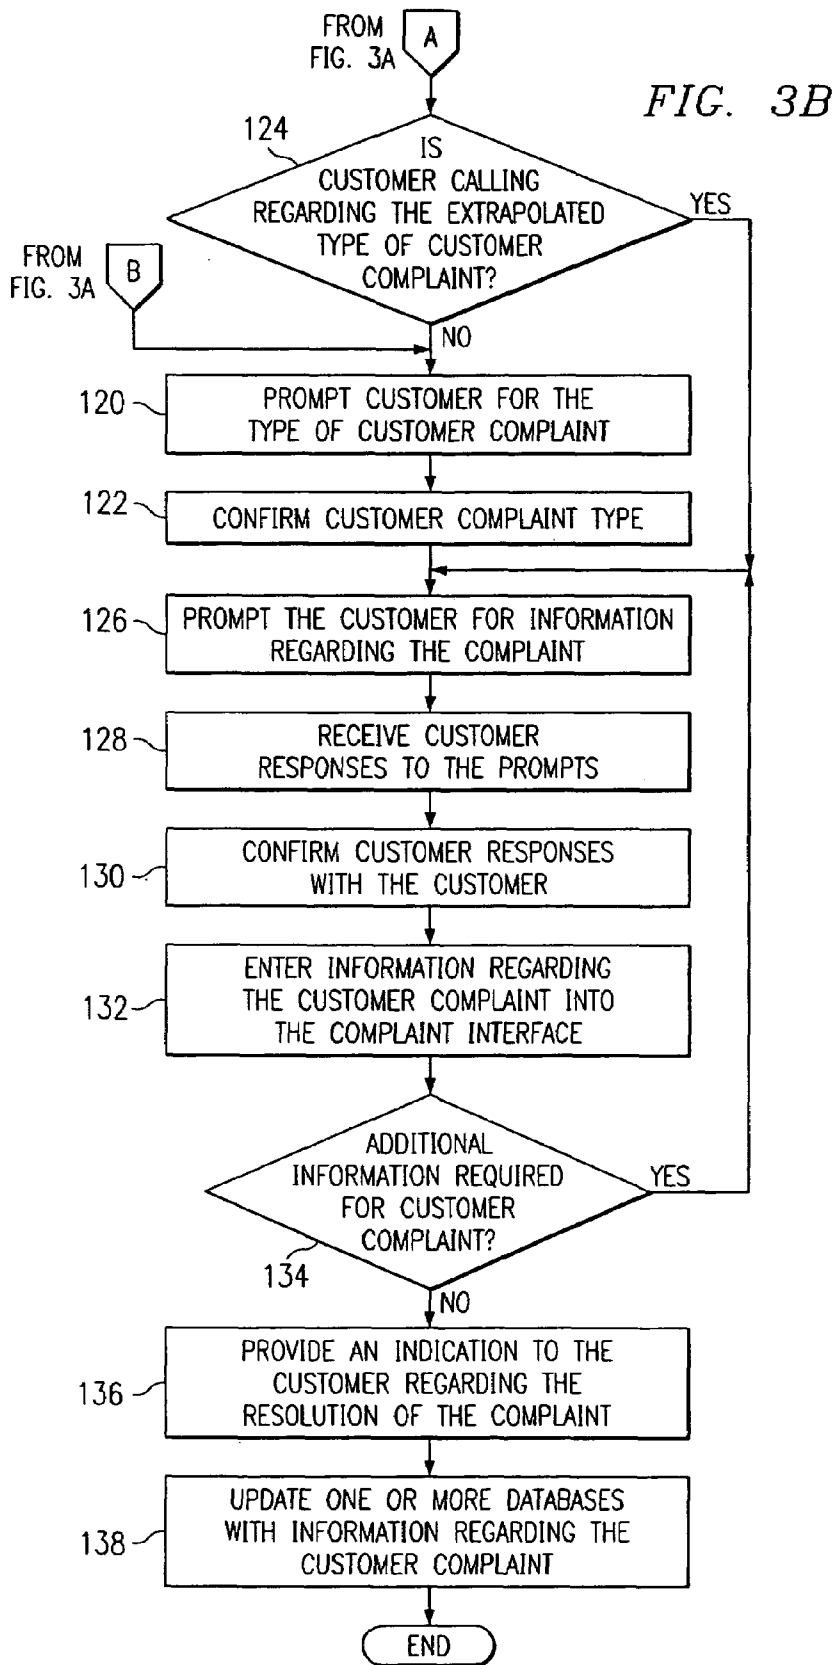 FROM
FIG. 3A
A
FIG. 3B
124
IS
CUSTOMER CALLING
REGARDING THE EXTRAPOLATED
TYPE OF CUSTOMER
COMPLAINT?
YES
FROM
FIG. 3A
B
NO
120
PROMPT CUSTOMER FOR THE
TYPE OF CUSTOMER COMPLAINT
122
CONFIRM CUSTOMER COMPLAINT TYPE
126
PROMPT THE CUSTOMER FOR INFORMATION
REGARDING THE COMPLAINT
128
RECEIVE CUSTOMER
RESPONSES TO THE PROMPTS
130
CONFIRM CUSTOMER RESPONSES
WITH THE CUSTOMER
132
ENTER INFORMATION REGARDING
THE CUSTOMER COMPLAINT INTO
THE COMPLAINT INTERFACE
ADDITIONAL
INFORMATION REQUIRED
FOR CUSTOMER
COMPLAINT?
YES
134
NO
136
PROVIDE AN INDICATION TO THE
CUSTOMER REGARDING THE
RESOLUTION OF THE COMPLAINT
138
UPDATE ONE OR MORE DATABASES
WITH INFORMATION REGARDING THE
CUSTOMER COMPLAINT
END